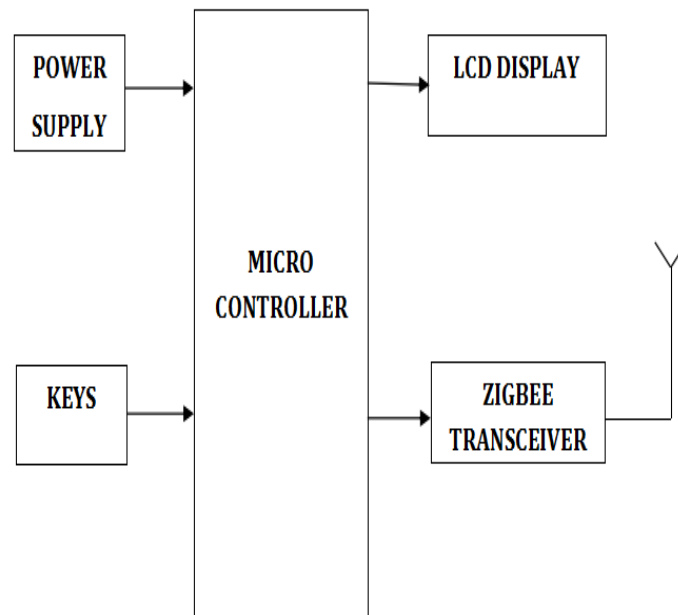 POWER
SUPPLY
LCD DISPLAY
MICRO
CONTROLLER
KEYS
ZIGBEE
TRANSCEIVER